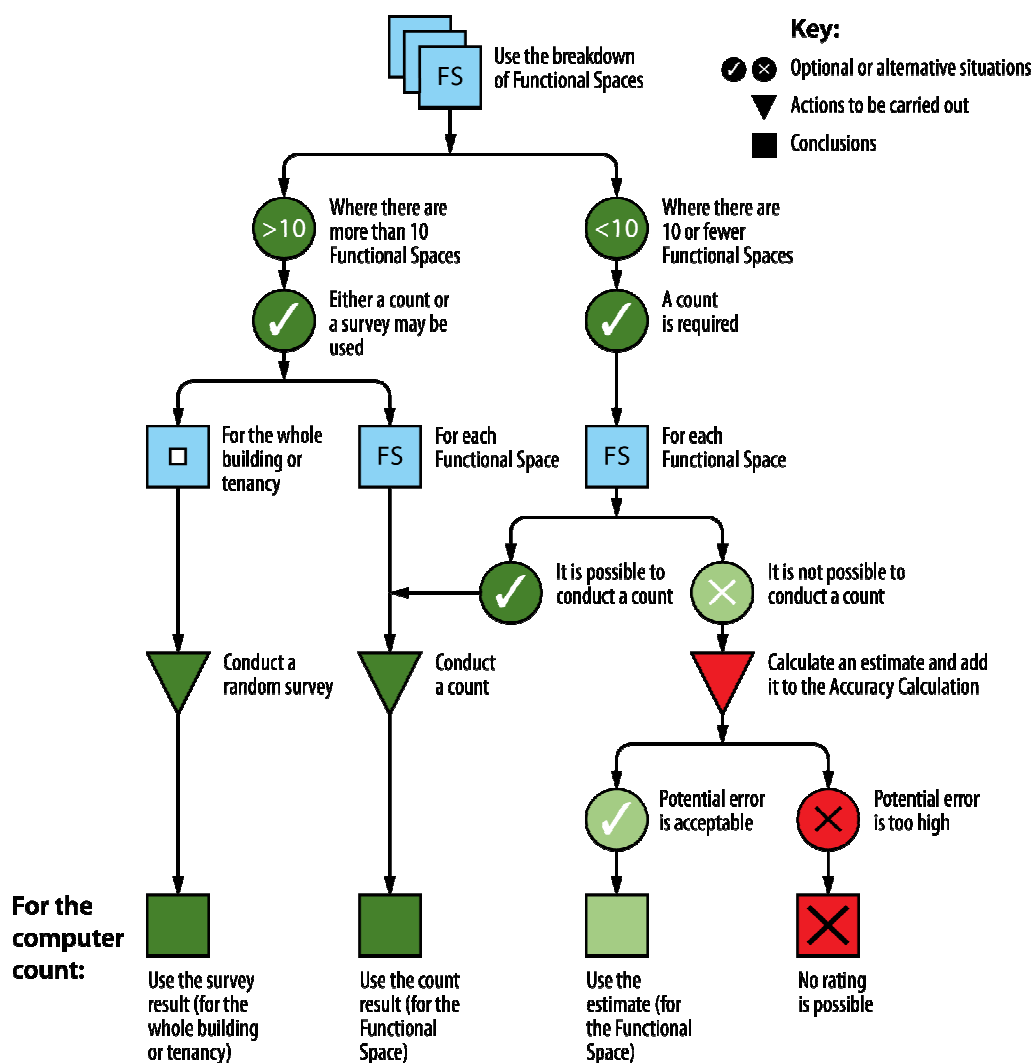 Key:
Optional or alternative situations
Actions to be carried out
Conclusions
FS
Use the breakdown
of Functional Spaces
>10
Where there are
more than 10
Functional Spaces
<10
Where there are
10 or fewer
Functional Spaces
Either a count or
a survey may be
used
A count
is required
For the whole
building or
tenancy
FS
For each
Functional Space
FS
For each
Functional Space
It is possible to
conduct a count
It is not possible to
conduct a count
Conduct a
random survey
Conduct
a count
Calculate an estimate and add
it to the Accuracy Calculation
Potential error
is acceptable
Potential error
is too high
For the
computer
count:
Use the survey
result (for the
whole building
or tenancy)
Use the count
result (for the
Functional
Space)
Use the
estimate (for
the Functional
Space)
No rating
is possible